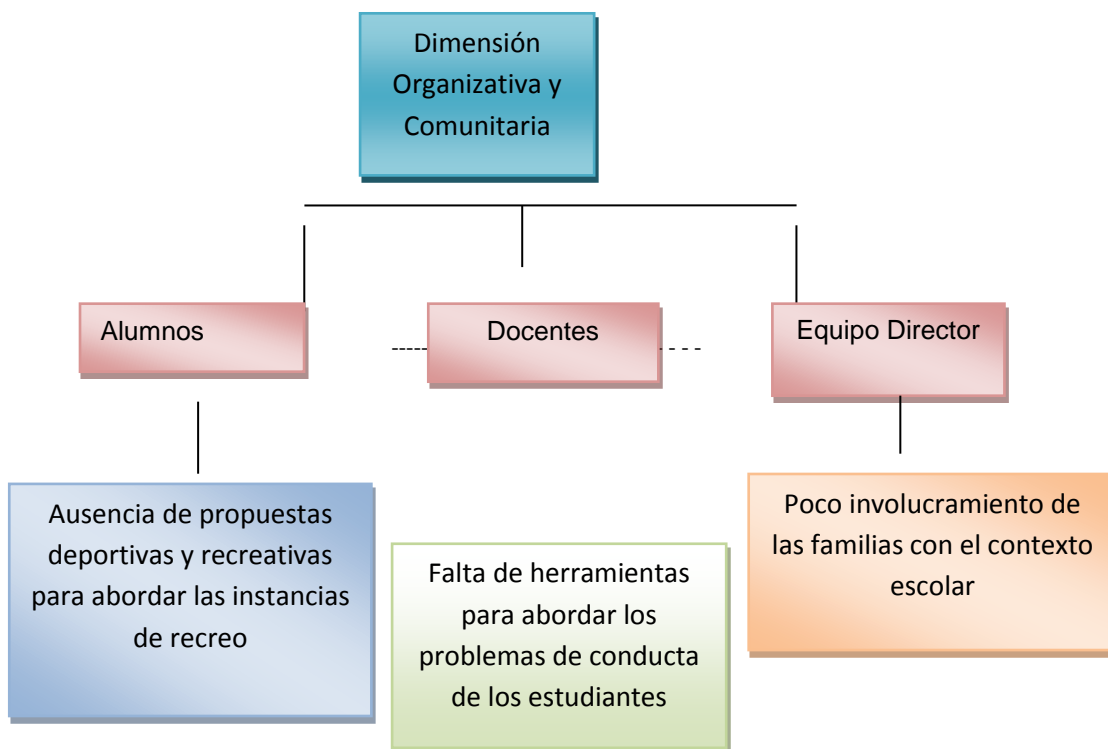 Dimensión
Organizativa y
Comunitaria
Alumnos
Docentes
Equipo Director
Ausencia de propuestas
deportivas y recreativas
para abordar las instancias
de recreo
Falta de herramientas
para abordar los
problemas de conducta
de los estudiantes
Poco involucramiento de
las familias con el contexto
escolar